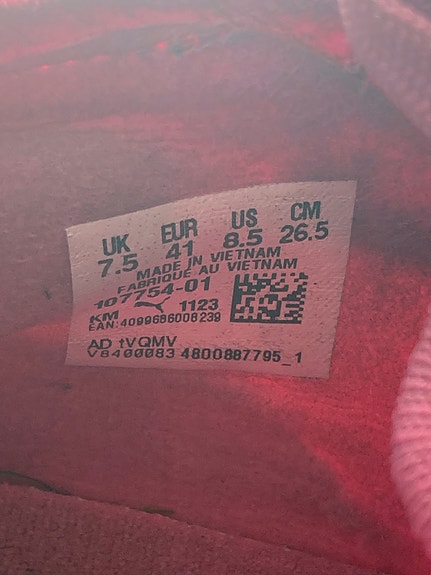 UK EUR US CM
7.5 41 8.5 26.5
MADE IN VIETNAM
FABRIQUÉ AU VIETNAM
107754-01
KM 1123
EAN:4099686008239
AD tVQMV
V8400083 4800887795_1